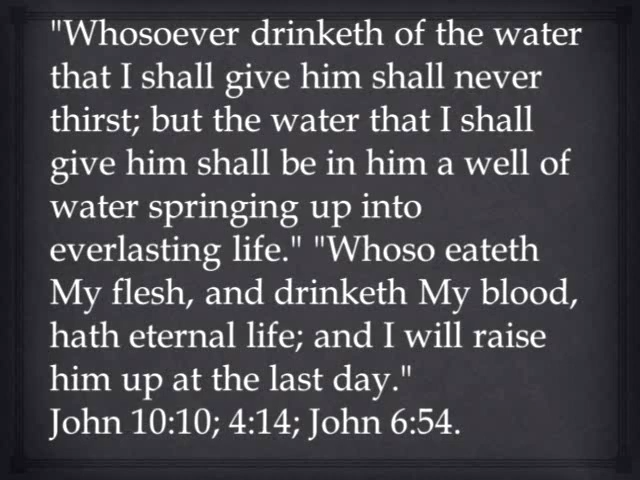 "Whosoever drinketh of the water
that I shall give him shall never
thirst; but the water that I shall
give him shall be in him a well of
water springing up into
everlasting life." "Whoso eateth
My flesh, and drinketh My blood,
hath eternal life; and I will raise
him up at the last day."
John 10:10; 4:14; John 6:54.